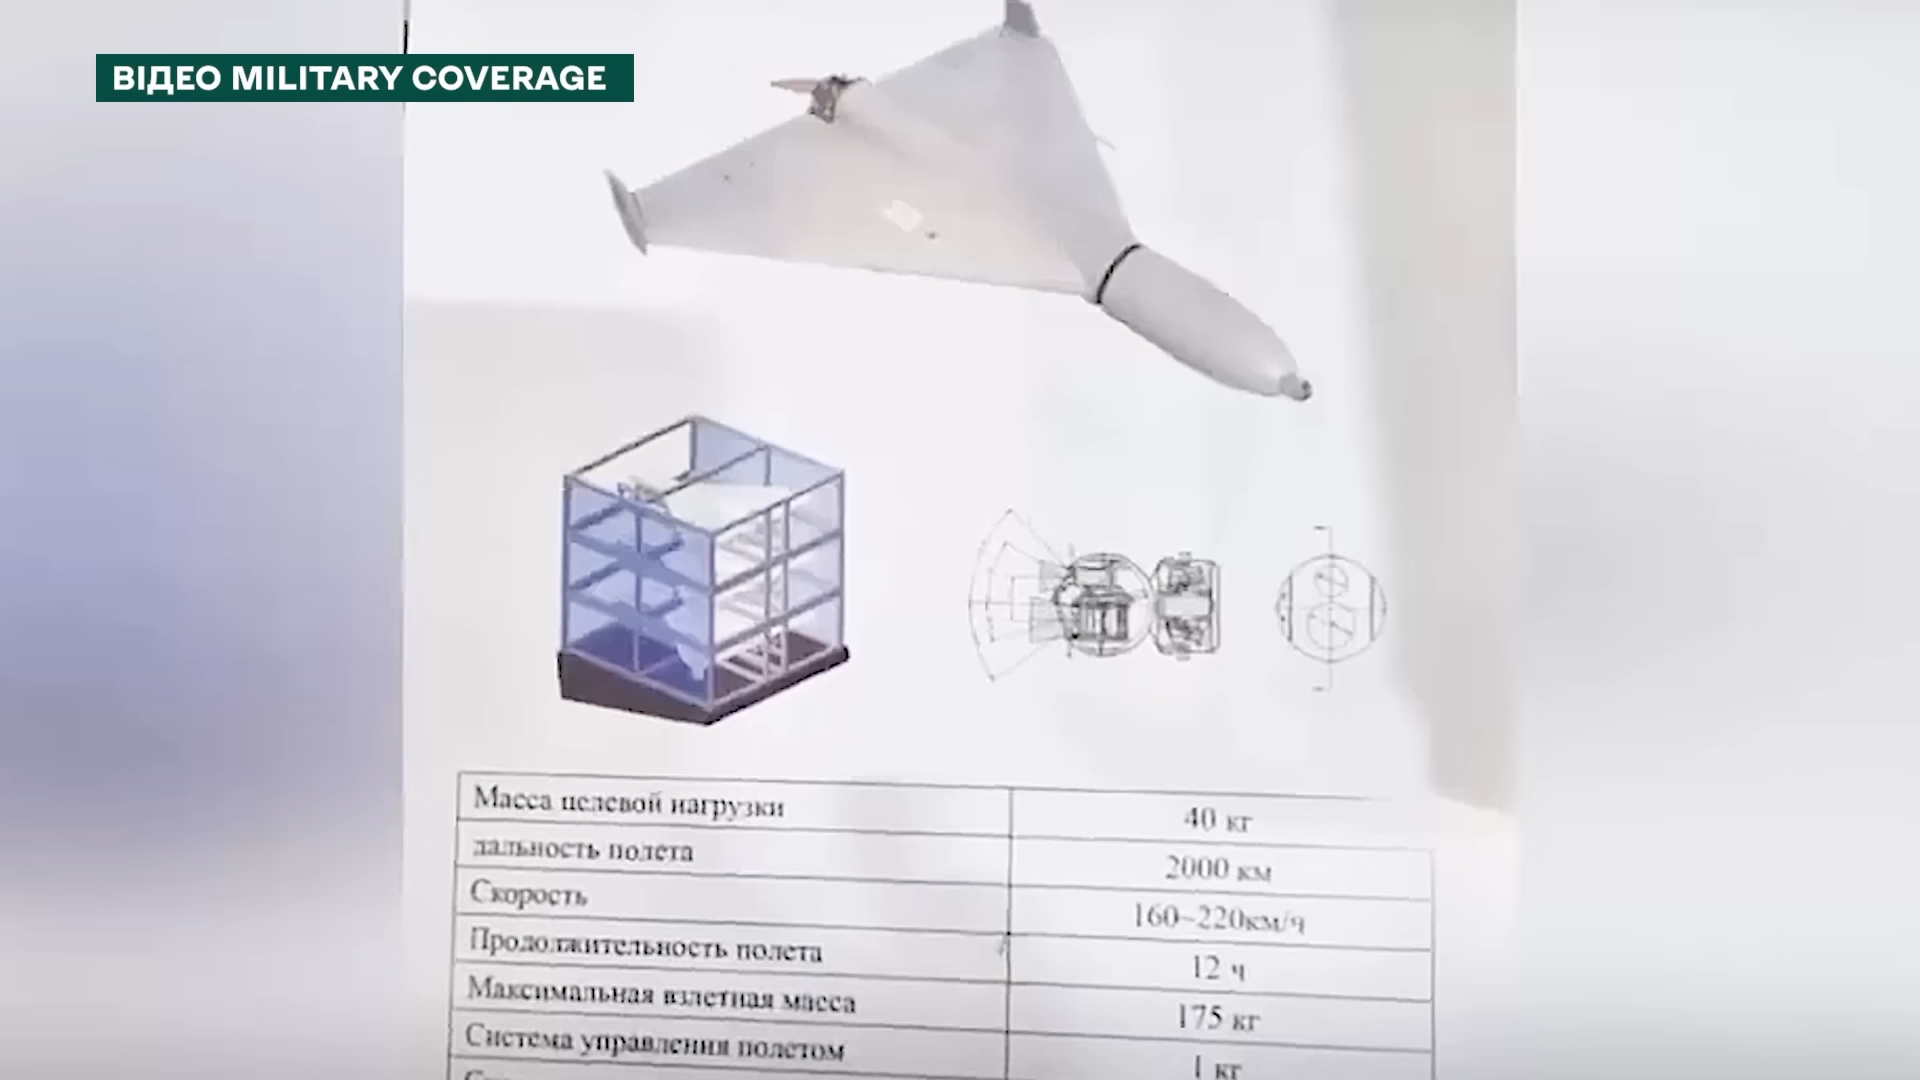 ВІДЕО MILITARY COVERAGE
Масса целевой нагрузки 40 кг
дальность полета 2000 км
Скорость 160-220км/ч
Продолжительность полета 12 ч
Максимальная взлетная масса 175 кг
Система управления полетом 1 кг